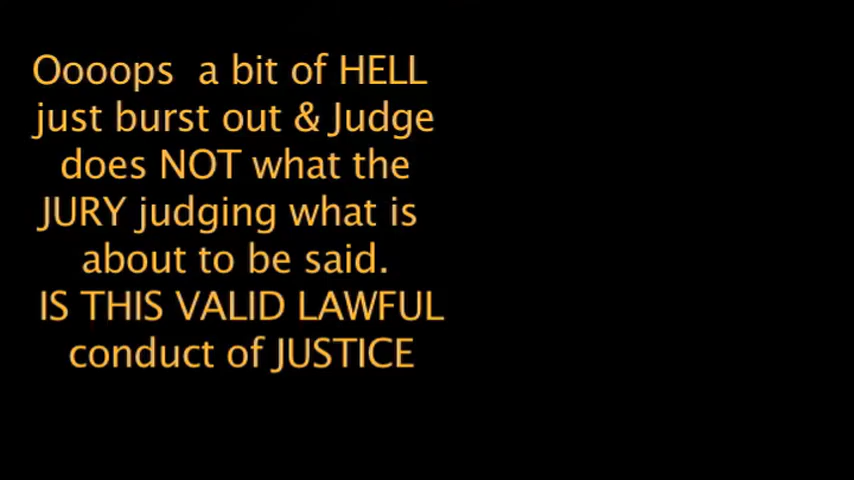 Oooops a bit of HELL
just burst out & Judge
does NOT what the
JURY judging what is
about to be said.
IS THIS VALID LAWFUL
conduct of JUSTICE